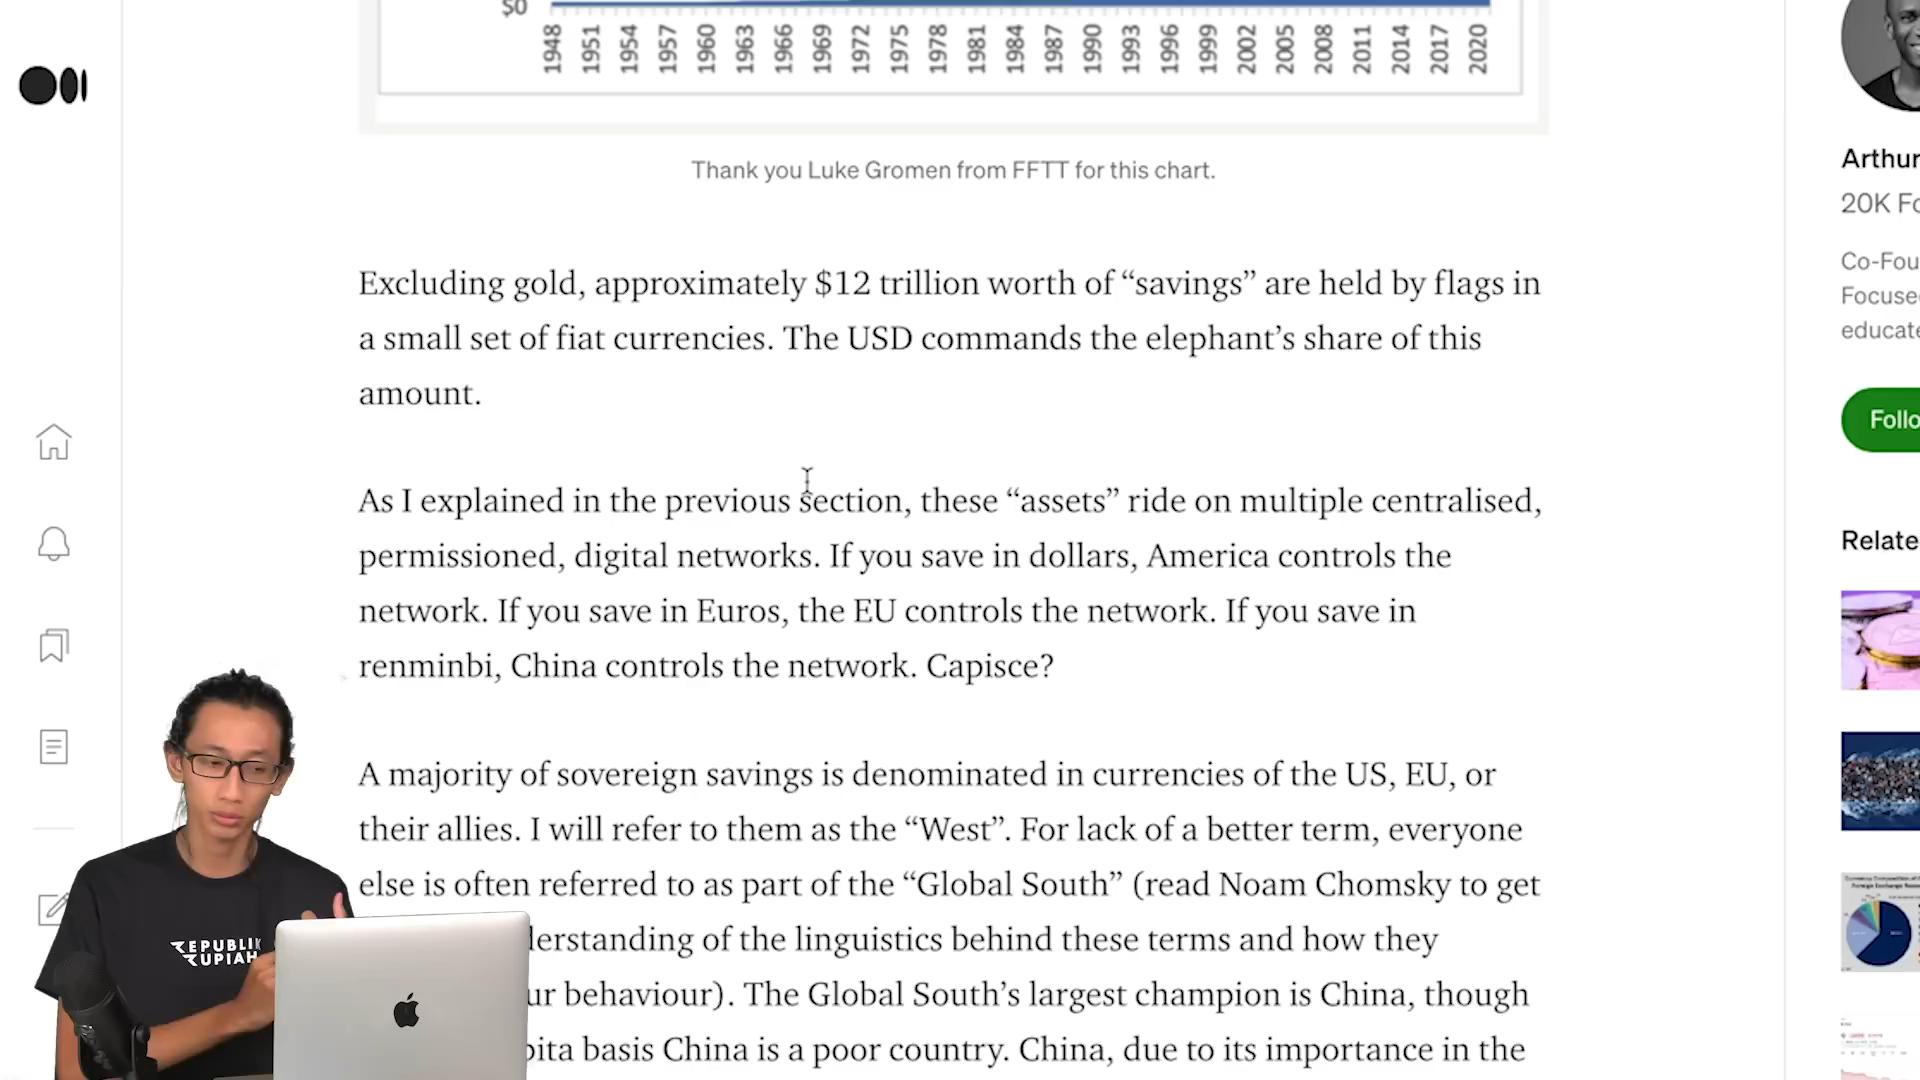 $0
1948 1951 1954 1957 1960 1963 1966 1969 1972 1975 1978 1981 1984 1987 1990 1993 1996 1999 2002 2005 2008 2011 2014 2017 2020
Thank you Luke Gromen from FFTT for this chart.
Excluding gold, approximately $12 trillion worth of “savings” are held by flags in
a small set of fiat currencies. The USD commands the elephant’s share of this
amount.
As I explained in the previous section, these “assets” ride on multiple centralised,
permissioned, digital networks. If you save in dollars, America controls the
network. If you save in Euros, the EU controls the network. If you save in
renminbi, China controls the network. Capisce?
A majority of sovereign savings is denominated in currencies of the US, EU, or
their allies. I will refer to them as the “West”. For lack of a better term, everyone
else is often referred to as part of the “Global South” (read Noam Chomsky to get
derstanding of the linguistics behind these terms and how they
ur behaviour). The Global South’s largest champion is China, though
pita basis China is a poor country. China, due to its importance in the
Arthur
20K Fo
Co-Fou
Focuse
educate
Follo
Relate
REPUBLIK
RUPIAH